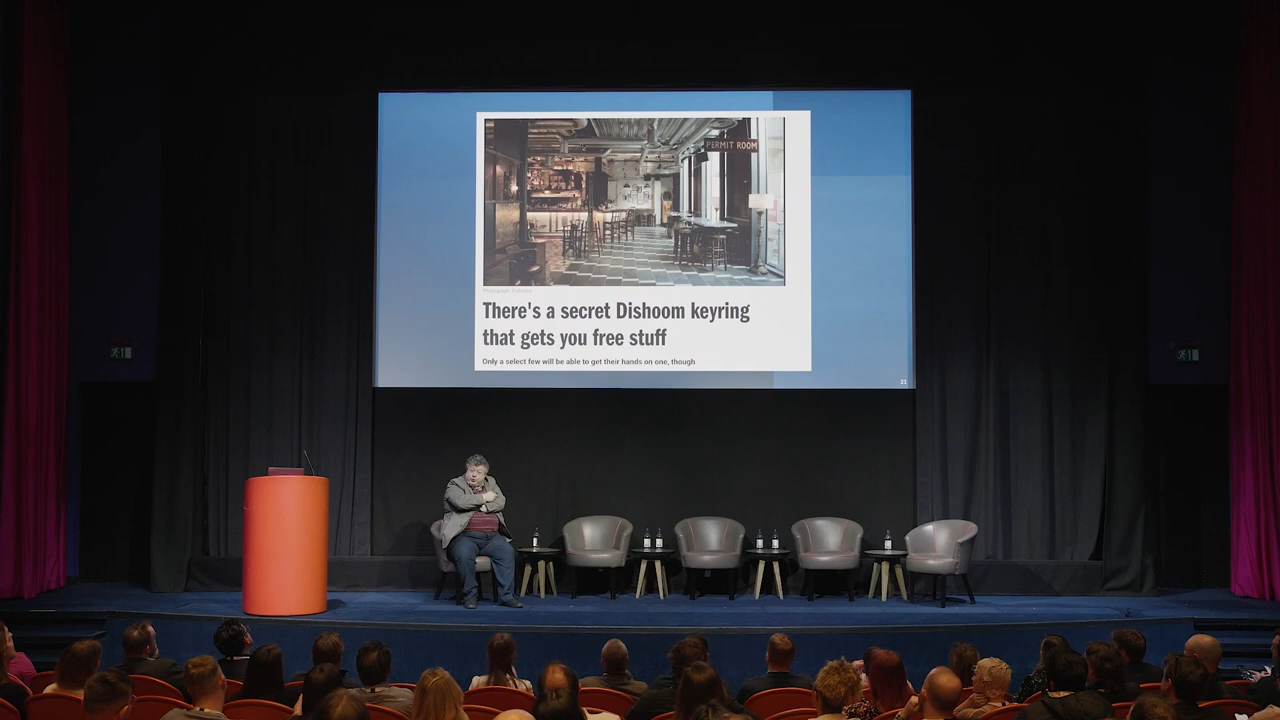 PERMIT ROOM
There's a secret Dishoom keyring
that gets you free stuff
Only a select few will be able to get their hands on one, though
21